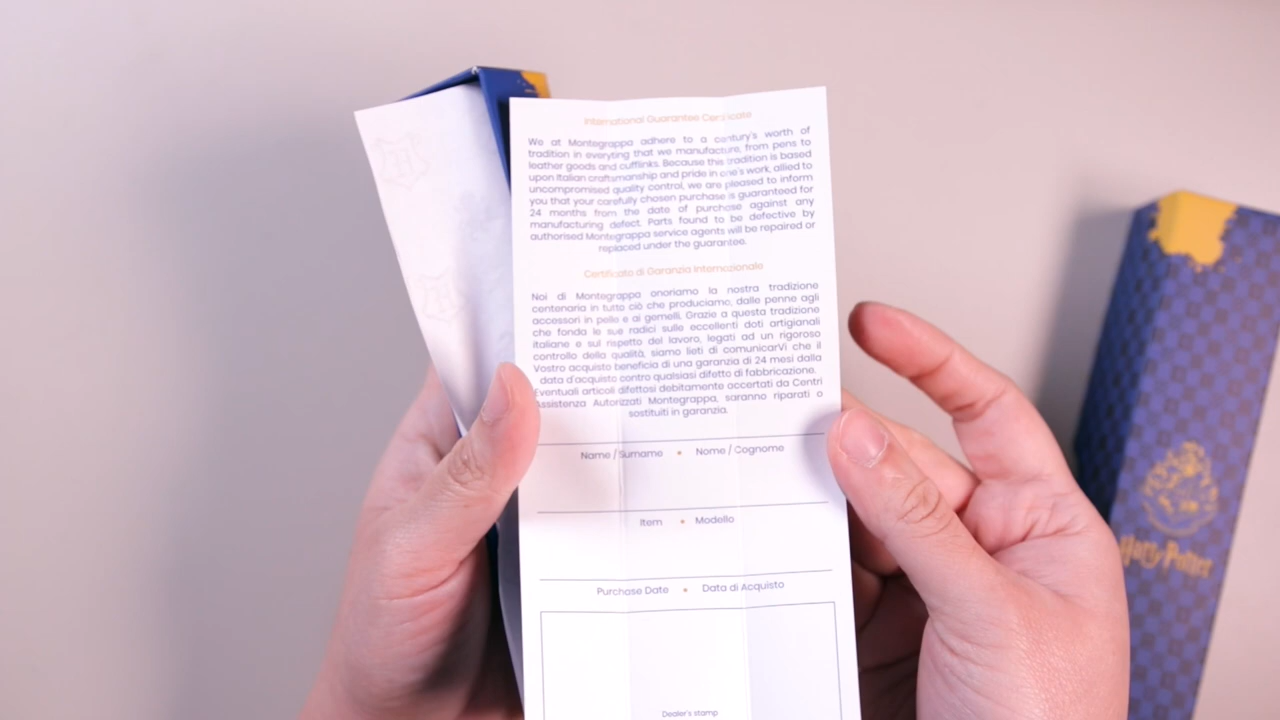 International Guarantee Certificate
We at Montegrappa adhere to a century's worth of
tradition in everyting that we manufacture, from pens to
leather goods and cufflinks. Because this tradition is based
upon Italian craftsmanship and pride in one's work, allied to
uncompromised quality control, we are pleased to inform
you that your carefully chosen purchase is guaranteed for
24 months from the date of purchase against any
manufacturing defect. Parts found to be defective by
authorised Montegrappa service agents will be repaired or
replaced under the guarantee.
Certificato di Garanzia Internazionale
Noi di Montegrappa onoriamo la nostra tradizione
centenaria in tutto ciò che produciamo, dalle penne agli
accessori in pelle e ai gemelli. Grazie a questa tradizione
che fonda le sue radici sulle eccellenti doti artigianali
italiane e sul rispetto del lavoro, legati ad un rigoroso
controllo della qualità, siamo lieti di comunicarVi che il
Vostro acquisto beneficia di una garanzia di 24 mesi dalla
data d'acquisto contro qualsiasi difetto di fabbricazione.
Eventuali articoli difettosi debitamente accertati da Centri
Assistenza Autorizzati Montegrappa, saranno riparati o
sostituiti in garanzia.
Name / Surname • Nome / Cognome
Item • Modello
Purchase Date • Data di Acquisto
Dealer's stamp
Harry Potter